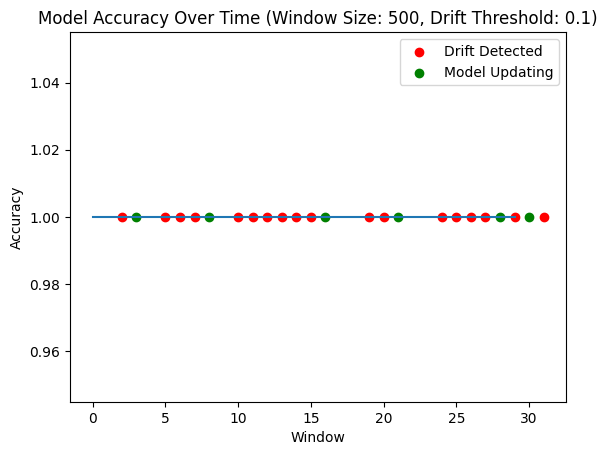 Model Accuracy Over Time (Window Size: 500, Drift Threshold: 0.1)
Drift Detected
Model Updating
1.04
1.02
1.00
0.98
0.96
Accuracy
0
5
10
15
20
25
30
Window